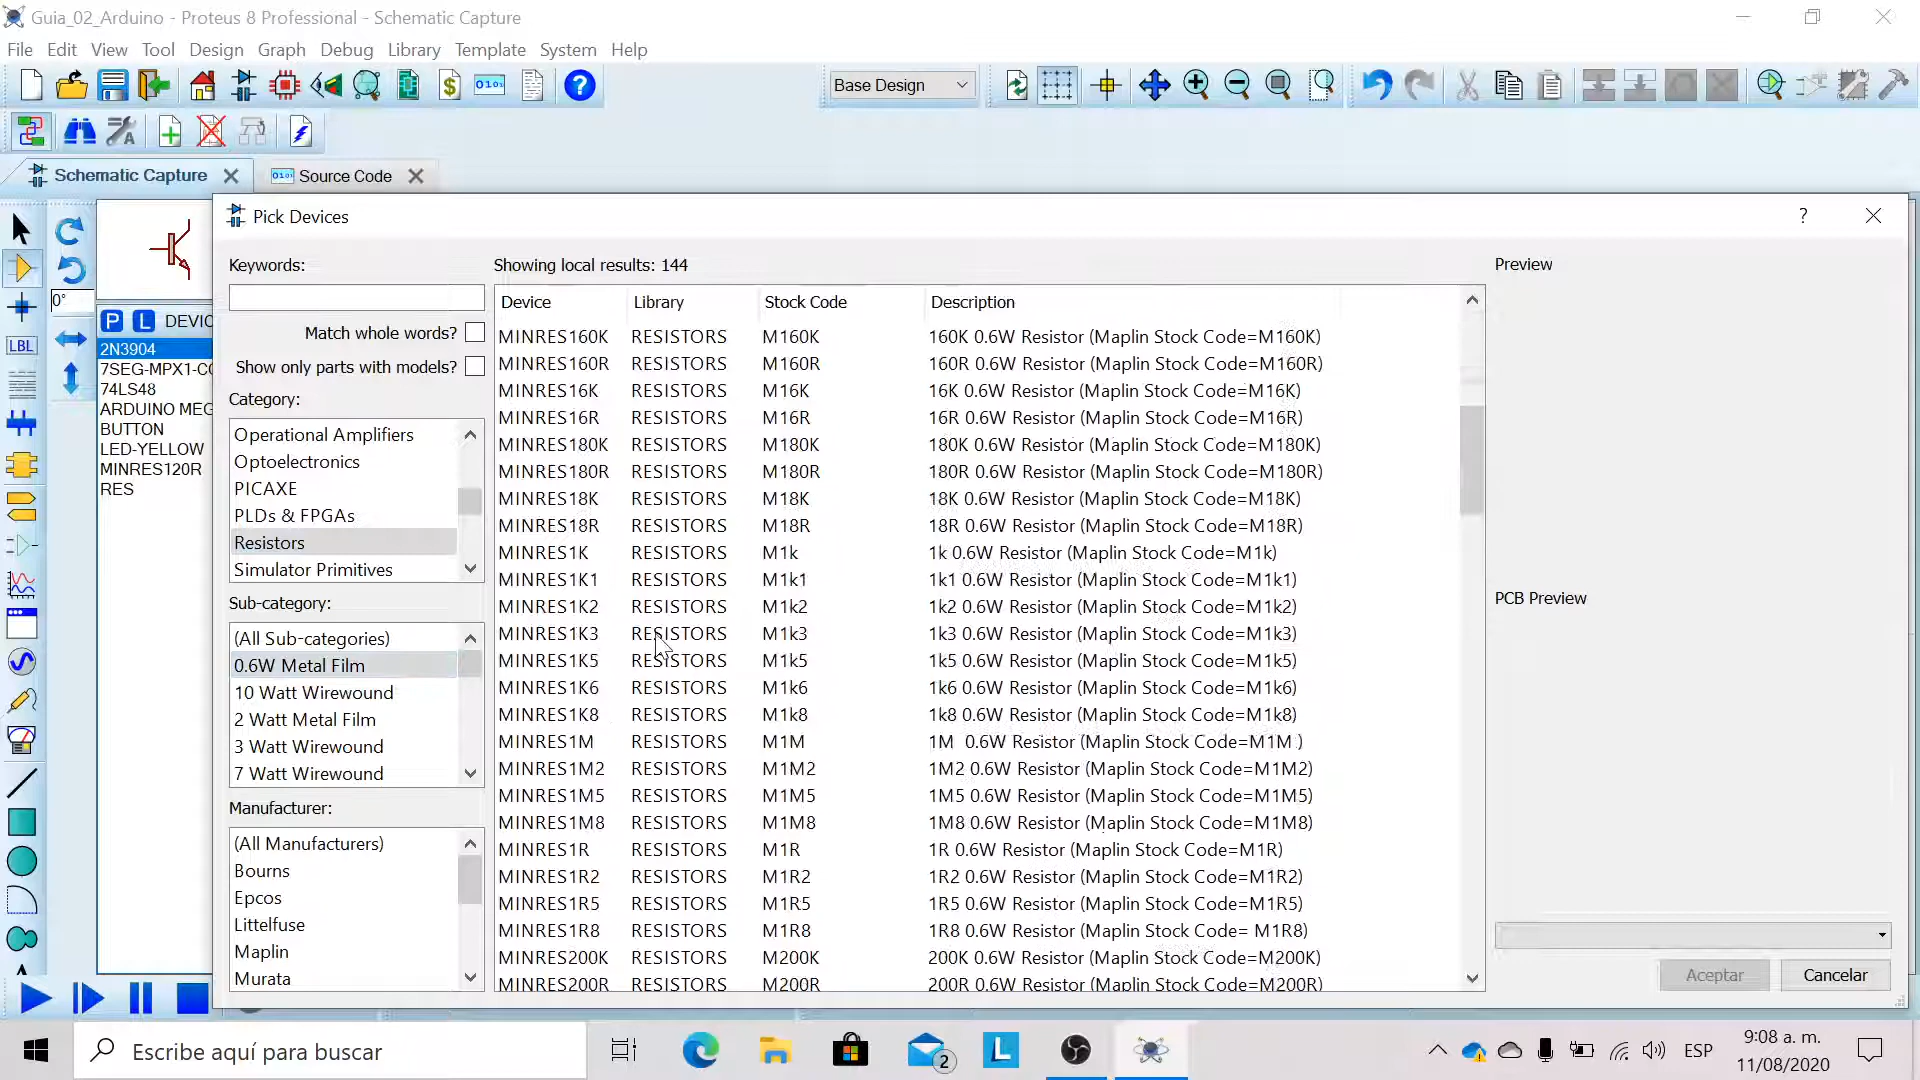 Guia_02_Arduino - Proteus 8 Professional - Schematic Capture
File Edit View Tool Design Graph Debug Library Template System Help
Base Design
Schematic Capture
Source Code
Pick Devices
?
Keywords:
Showing local results: 144
Preview
Match whole words?
Show only parts with models?
Category:
Operational Amplifiers
Optoelectronics
PICAXE
PLDs & FPGAs
Resistors
Simulator Primitives
Sub-category:
(All Sub-categories)
0.6W Metal Film
10 Watt Wirewound
2 Watt Metal Film
3 Watt Wirewound
7 Watt Wirewound
Manufacturer:
(All Manufacturers)
Bourns
Epcos
Littelfuse
Maplin
Murata
0°
LBL
P L DEVIC
2N3904
7SEG-MPX1-CC
74LS48
ARDUINO MEG
BUTTON
LED-YELLOW
MINRES120R
RES
Device Library Stock Code Description
MINRES160K RESISTORS M160K 160K 0.6W Resistor (Maplin Stock Code=M160K)
MINRES160R RESISTORS M160R 160R 0.6W Resistor (Maplin Stock Code=M160R)
MINRES16K RESISTORS M16K 16K 0.6W Resistor (Maplin Stock Code=M16K)
MINRES16R RESISTORS M16R 16R 0.6W Resistor (Maplin Stock Code=M16R)
MINRES180K RESISTORS M180K 180K 0.6W Resistor (Maplin Stock Code=M180K)
MINRES180R RESISTORS M180R 180R 0.6W Resistor (Maplin Stock Code=M180R)
MINRES18K RESISTORS M18K 18K 0.6W Resistor (Maplin Stock Code=M18K)
MINRES18R RESISTORS M18R 18R 0.6W Resistor (Maplin Stock Code=M18R)
MINRES1K RESISTORS M1k 1k 0.6W Resistor (Maplin Stock Code=M1k)
MINRES1K1 RESISTORS M1k1 1k1 0.6W Resistor (Maplin Stock Code=M1k1)
MINRES1K2 RESISTORS M1k2 1k2 0.6W Resistor (Maplin Stock Code=M1k2)
MINRES1K3 RESISTORS M1k3 1k3 0.6W Resistor (Maplin Stock Code=M1k3)
MINRES1K5 RESISTORS M1k5 1k5 0.6W Resistor (Maplin Stock Code=M1k5)
MINRES1K6 RESISTORS M1k6 1k6 0.6W Resistor (Maplin Stock Code=M1k6)
MINRES1K8 RESISTORS M1k8 1k8 0.6W Resistor (Maplin Stock Code=M1k8)
MINRES1M RESISTORS M1M 1M 0.6W Resistor (Maplin Stock Code=M1M )
MINRES1M2 RESISTORS M1M2 1M2 0.6W Resistor (Maplin Stock Code=M1M2)
MINRES1M5 RESISTORS M1M5 1M5 0.6W Resistor (Maplin Stock Code=M1M5)
MINRES1M8 RESISTORS M1M8 1M8 0.6W Resistor (Maplin Stock Code=M1M8)
MINRES1R RESISTORS M1R 1R 0.6W Resistor (Maplin Stock Code=M1R)
MINRES1R2 RESISTORS M1R2 1R2 0.6W Resistor (Maplin Stock Code=M1R2)
MINRES1R5 RESISTORS M1R5 1R5 0.6W Resistor (Maplin Stock Code=M1R5)
MINRES1R8 RESISTORS M1R8 1R8 0.6W Resistor (Maplin Stock Code= M1R8)
MINRES200K RESISTORS M200K 200K 0.6W Resistor (Maplin Stock Code=M200K)
MINRES200R RESISTORS M200R 200R 0.6W Resistor (Maplin Stock Code=M200R)
PCB Preview
Aceptar Cancelar
Escribe aquí para buscar
2
L
ESP
9:08 a. m.
11/08/2020